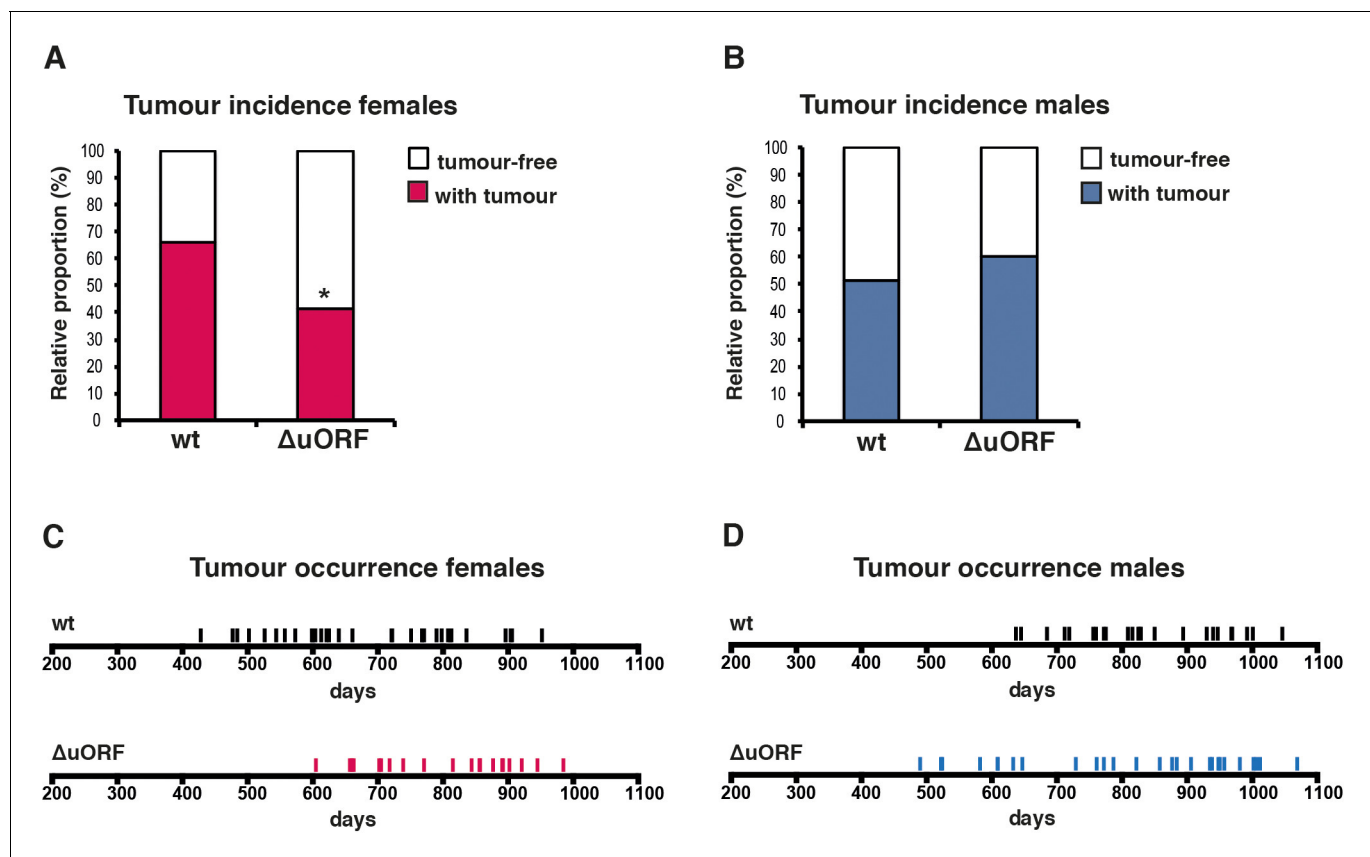 A
Tumour incidence females
Relative proportion (%)
100
90
80
70
60
50
40
30
20
10
0
*
wt ΔuORF
tumour-free
with tumour
B
Tumour incidence males
Relative proportion (%)
100
90
80
70
60
50
40
30
20
10
0
wt ΔuORF
tumour-free
with tumour
C
Tumour occurrence females
wt
200 300 400 500 600 700 800 900 1000 1100
days
ΔuORF
200 300 400 500 600 700 800 900 1000 1100
days
D
Tumour occurrence males
wt
200 300 400 500 600 700 800 900 1000 1100
days
ΔuORF
200 300 400 500 600 700 800 900 1000 1100
days